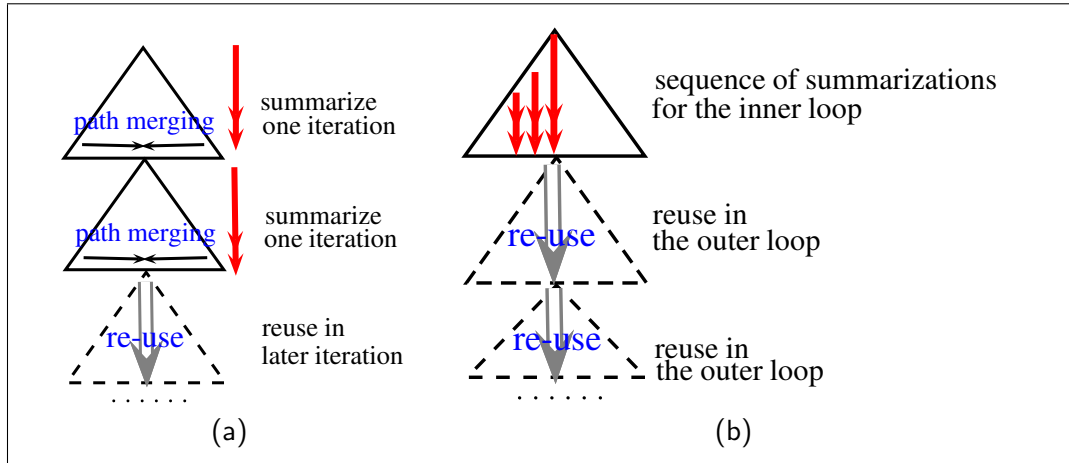 path merging
summarize
one iteration
path merging
summarize
one iteration
re-use
reuse in
later iteration
. . . . . .
(a)
sequence of summarizations
for the inner loop
re-use
reuse in
the outer loop
re-use
reuse in
the outer loop
. . . . . .
(b)